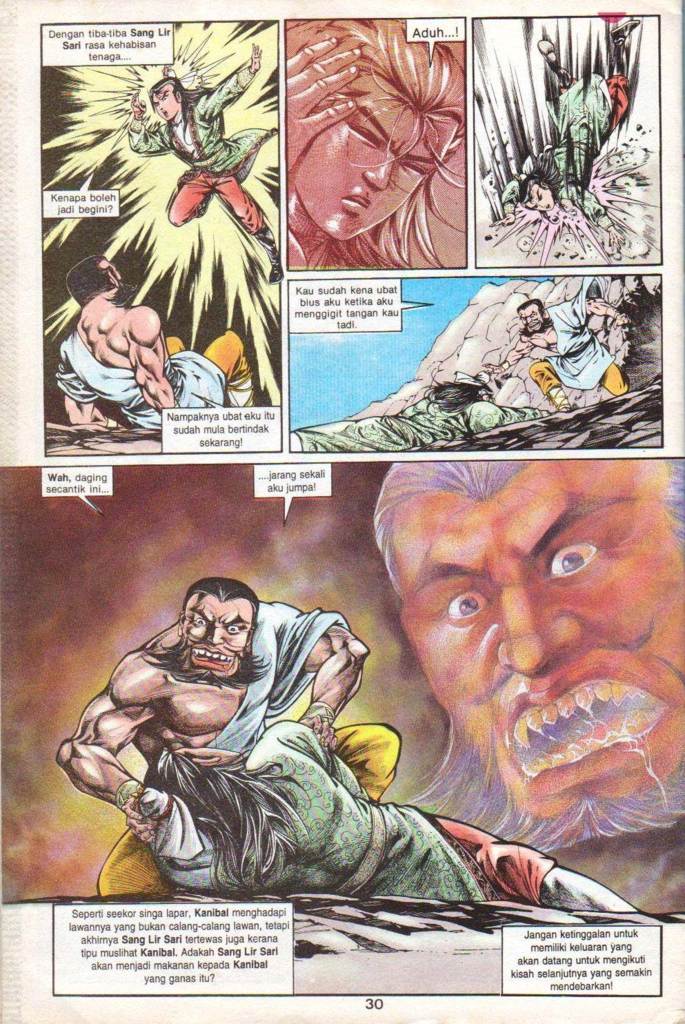 Dengan tiba-tiba Sang Lir
Sari rasa kehabisan
tenaga....
Kenapa boleh
jadi begini?
Nampaknya ubat eku itu
sudah mula bertindak
sekarang!
Aduh...!
Kau sudah kena ubat
bius aku ketika aku
menggigit tangan kau
tadi.
Wah, daging
secantik ini...
....jarang sekali
aku jumpa!
Seperti seekor singa lapar, Kanibal menghadapi
lawannya yang bukan calang-calang lawan, tetapi
akhirnya Sang Lir Sari tertewas juga kerana
tipu muslihat Kanibal. Adakah Sang Lir Sari
akan menjadi makanan kepada Kanibal
yang ganas itu?
Jangan ketinggalan untuk
memiliki keluaran yang
akan datang untuk mengikuti
kisah selanjutnya yang semakin
mendebarkan!
30